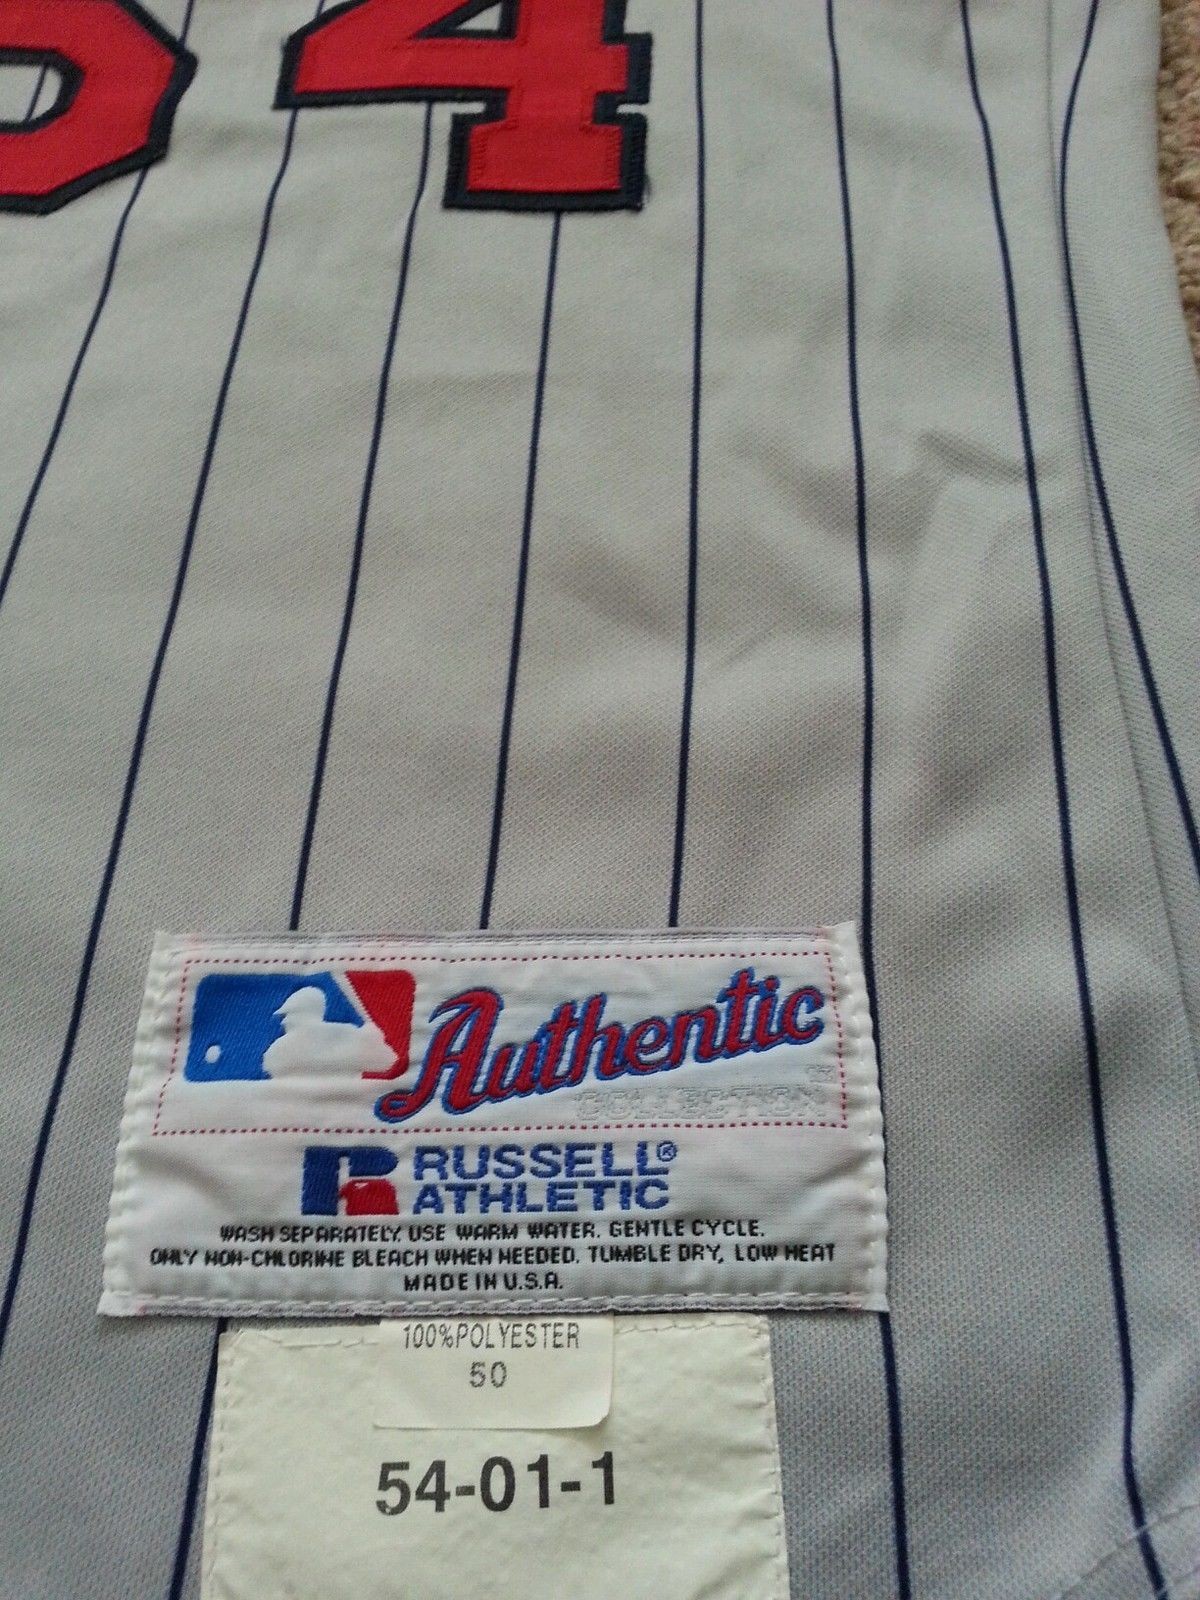 54
Authentic
COLLECTION™
RUSSELL®
ATHLETIC
WASH SEPARATELY. USE WARM WATER. GENTLE CYCLE.
ONLY NON-CHLORINE BLEACH WHEN NEEDED. TUMBLE DRY, LOW HEAT
MADE IN U.S.A.
100%POLYESTER
50
54-01-1